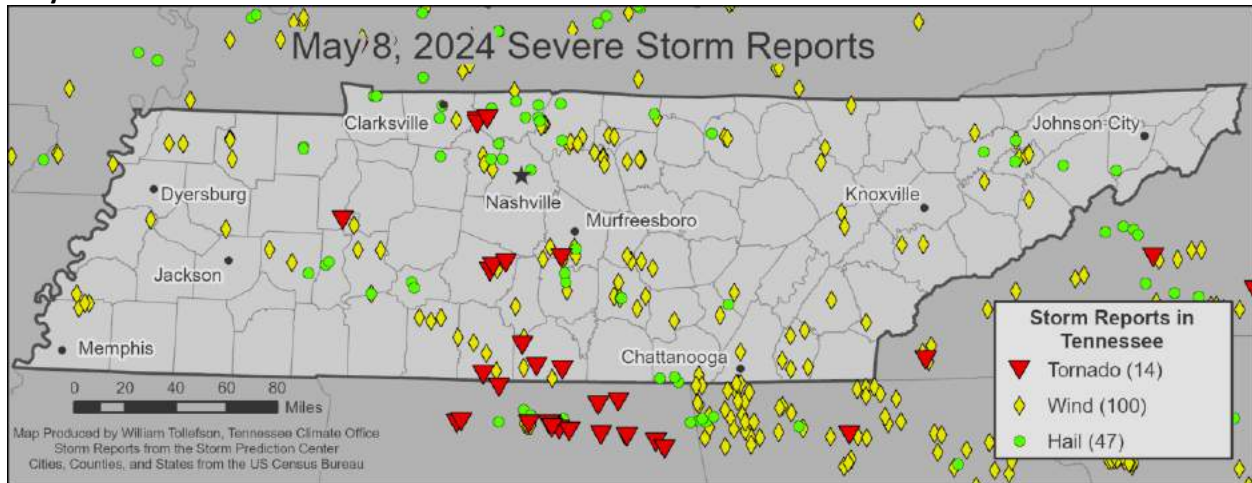 May 8, 2024 Severe Storm Reports
Clarksville
Johnson City
Dyersburg
Nashville
Knoxville
Murfreesboro
Jackson
Memphis
Chattanooga
0 20 40 60 80
Miles
Map Produced by William Tollefson, Tennessee Climate Office
Storm Reports from the Storm Prediction Center
Cities, Counties, and States from the US Census Bureau
Storm Reports in
Tennessee
Tornado (14)
Wind (100)
Hail (47)